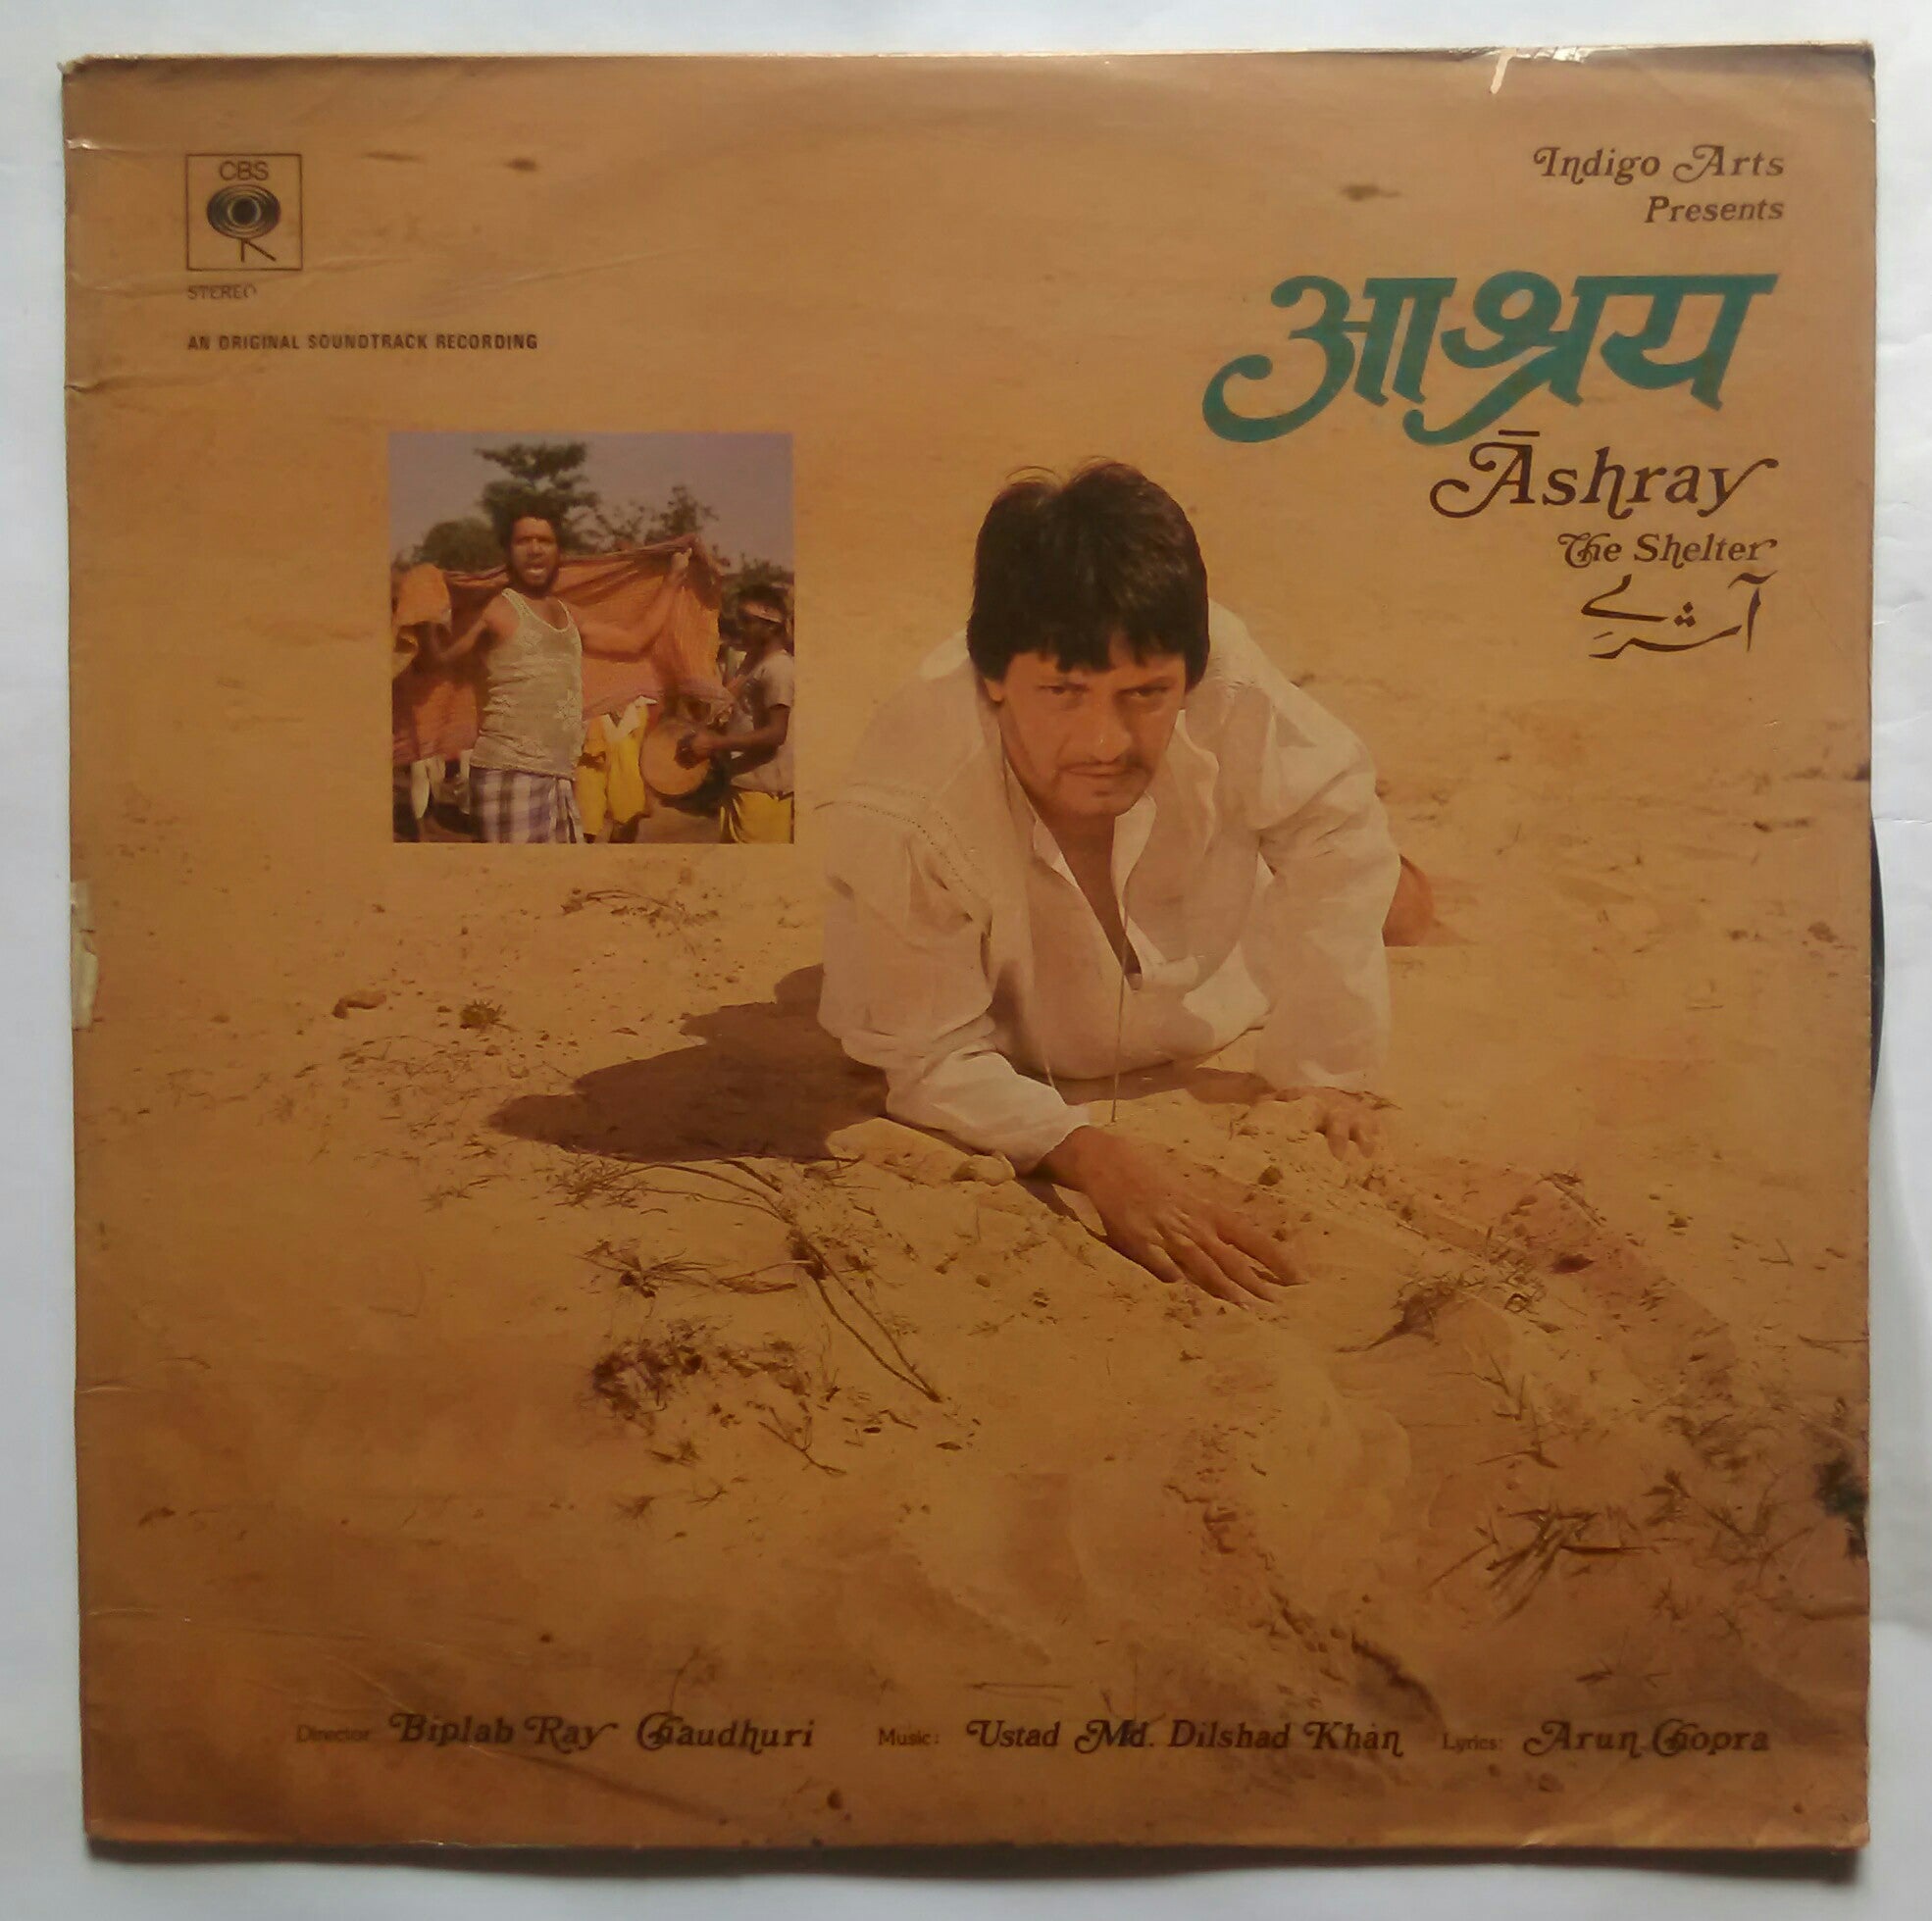 CBS
STEREO
AN ORIGINAL SOUNDTRACK RECORDING
Indigo Arts
Presents
आश्रय
Āshray
The Shelter
آشرے
Director: Biplab Ray Chaudhuri Music: Ustad Md. Dilshad Khan Lyrics: Arun Chopra